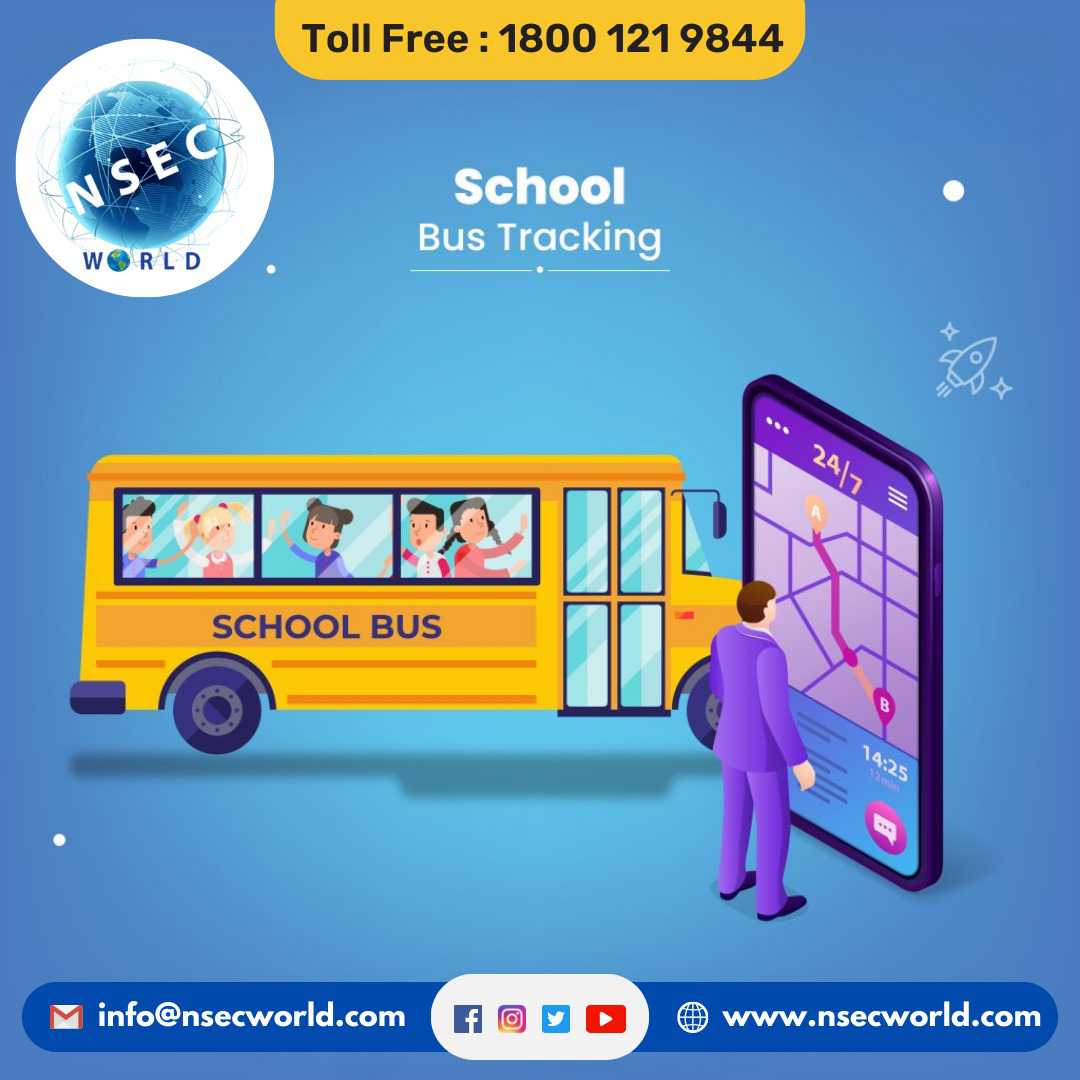 Toll Free : 1800 121 9844
NSEC
WORLD
School
Bus Tracking
24/7
A
SCHOOL BUS
B
14:25
12min
info@nsecworld.com
www.nsecworld.com